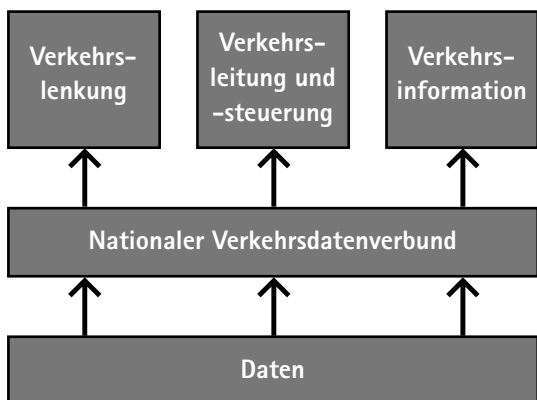 Verkehrs-
lenkung
Verkehrs-
leitung und
-steuerung
Verkehrs-
information
Nationaler Verkehrsdatenverbund
Daten